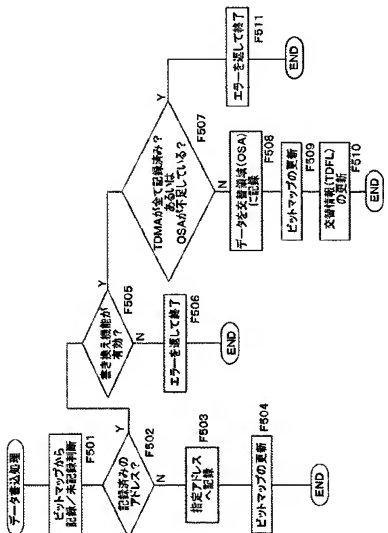 データ書込処理
ビットマップから
記録/未記録判断
F501
記録済みの
アドレス?
F502
Y
N
指定アドレス
へ記録
F503
ビットマップの更新
F504
END
書き換え機能が
有効?
F505
Y
N
エラーを返して終了
F506
END
TDMAが全て記録済み?
あるいは
OSAが不足している?
F507
Y
N
データを交替領域(OSA)
に記録
F508
ビットマップの更新
F509
交替情報(TDFL)
の更新
F510
END
エラーを返して終了
F511
END